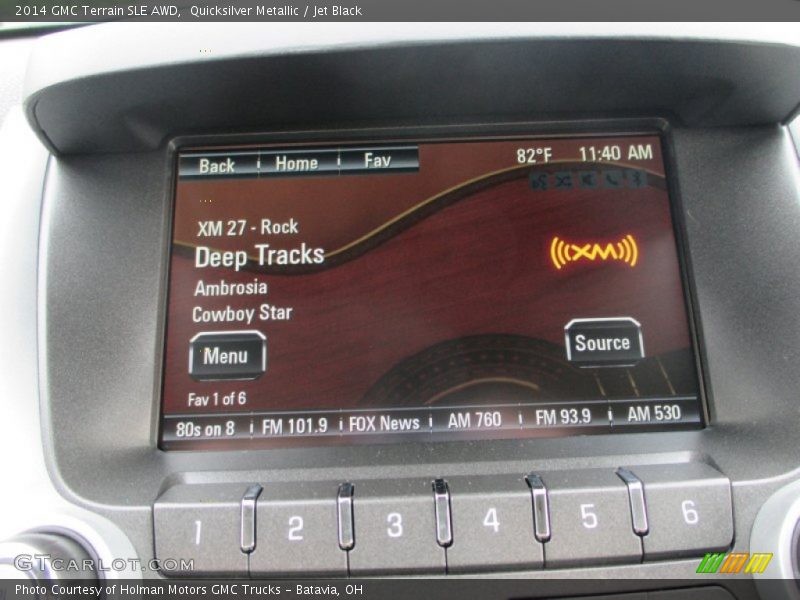 2014 GMC Terrain SLE AWD, Quicksilver Metallic / Jet Black
Back Home Fav 82°F 11:40 AM
XM 27 - Rock
Deep Tracks
XM
Ambrosia
Cowboy Star
Menu Source
Fav 1 of 6
80s on 8 FM 101.9 FOX News AM 760 FM 93.9 AM 530
1 2 3 4 5 6
GTCarLot.com
Photo Courtesy of Holman Motors GMC Trucks - Batavia, OH